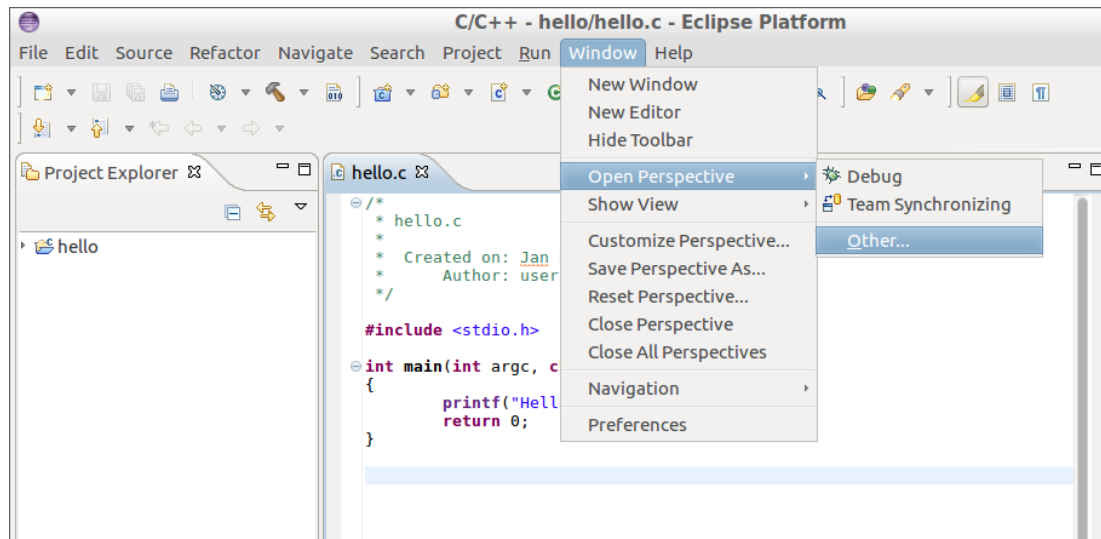 C/C++ - hello/hello.c - Eclipse Platform
File Edit Source Refactor Navigate Search Project Run Window Help
New Window
New Editor
Hide Toolbar
Open Perspective
Show View
Customize Perspective...
Save Perspective As...
Reset Perspective...
Close Perspective
Close All Perspectives
Navigation
Preferences
Debug
Team Synchronizing
Other...
Project Explorer
hello
hello.c
/*
* hello.c
*
* Created on: Jan
* Author: user
*/
#include <stdio.h>
int main(int argc, c
{
printf("Hell
return 0;
}